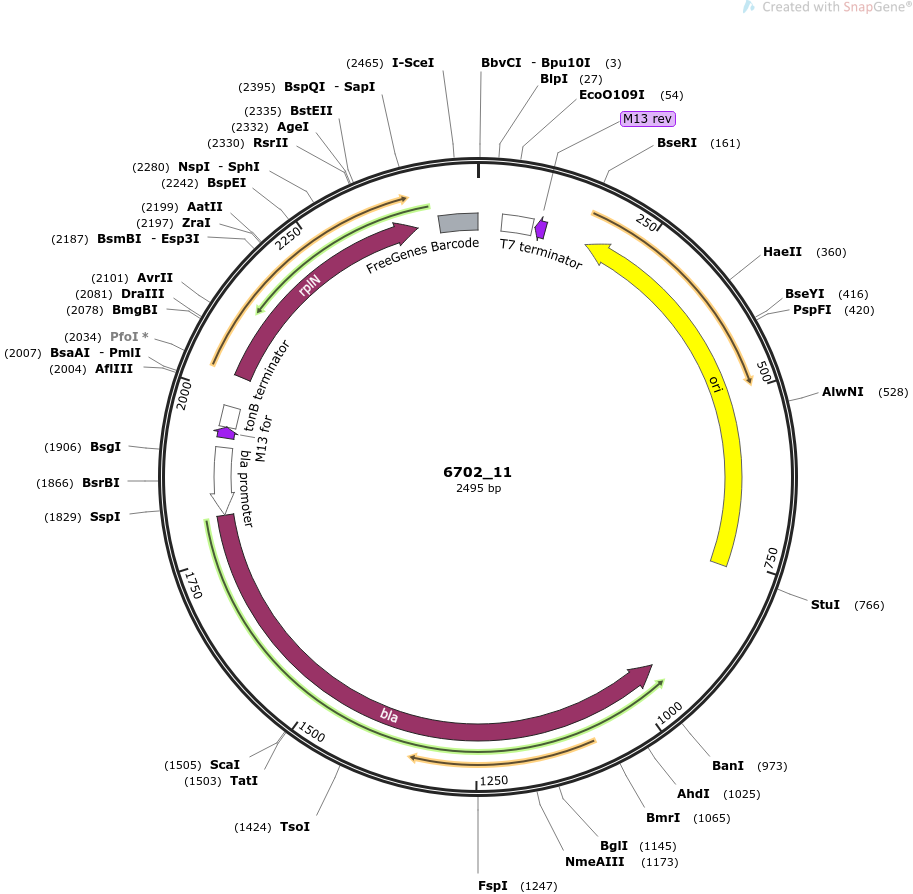 Created with SnapGene®
(2465) I-SceI
BbvCI - Bpu10I (3)
BlpI (27)
(2395) BspQI - SapI
EcoO109I (54)
(2335) BstEII
M13 rev
(2332) AgeI
(2330) RsrII
BseRI (161)
(2280) NspI - SphI
(2242) BspEI
(2199) AatII
(2197) ZraI
(2187) BsmBI - Esp3I
2250
250
T7 terminator
FreeGenes Barcode
HaeII (360)
(2101) AvrII
(2081) DraIII
(2078) BmgBI
rplN
BseYI (416)
PspFI (420)
(2034) PfoI *
(2007) BsaAI - PmlI
(2004) AflIII
2000
500
ori
AlwNI (528)
tonB terminator
M13 for
(1906) BsgI
bla promoter
6702_11
2495 bp
(1866) BsrBI
(1829) SspI
750
1750
StuI (766)
bla
1000
1500
(1505) ScaI
(1503) TatI
BanI (973)
1250
AhdI (1025)
(1424) TsoI
BmrI (1065)
BglI (1145)
NmeAIII (1173)
FspI (1247)